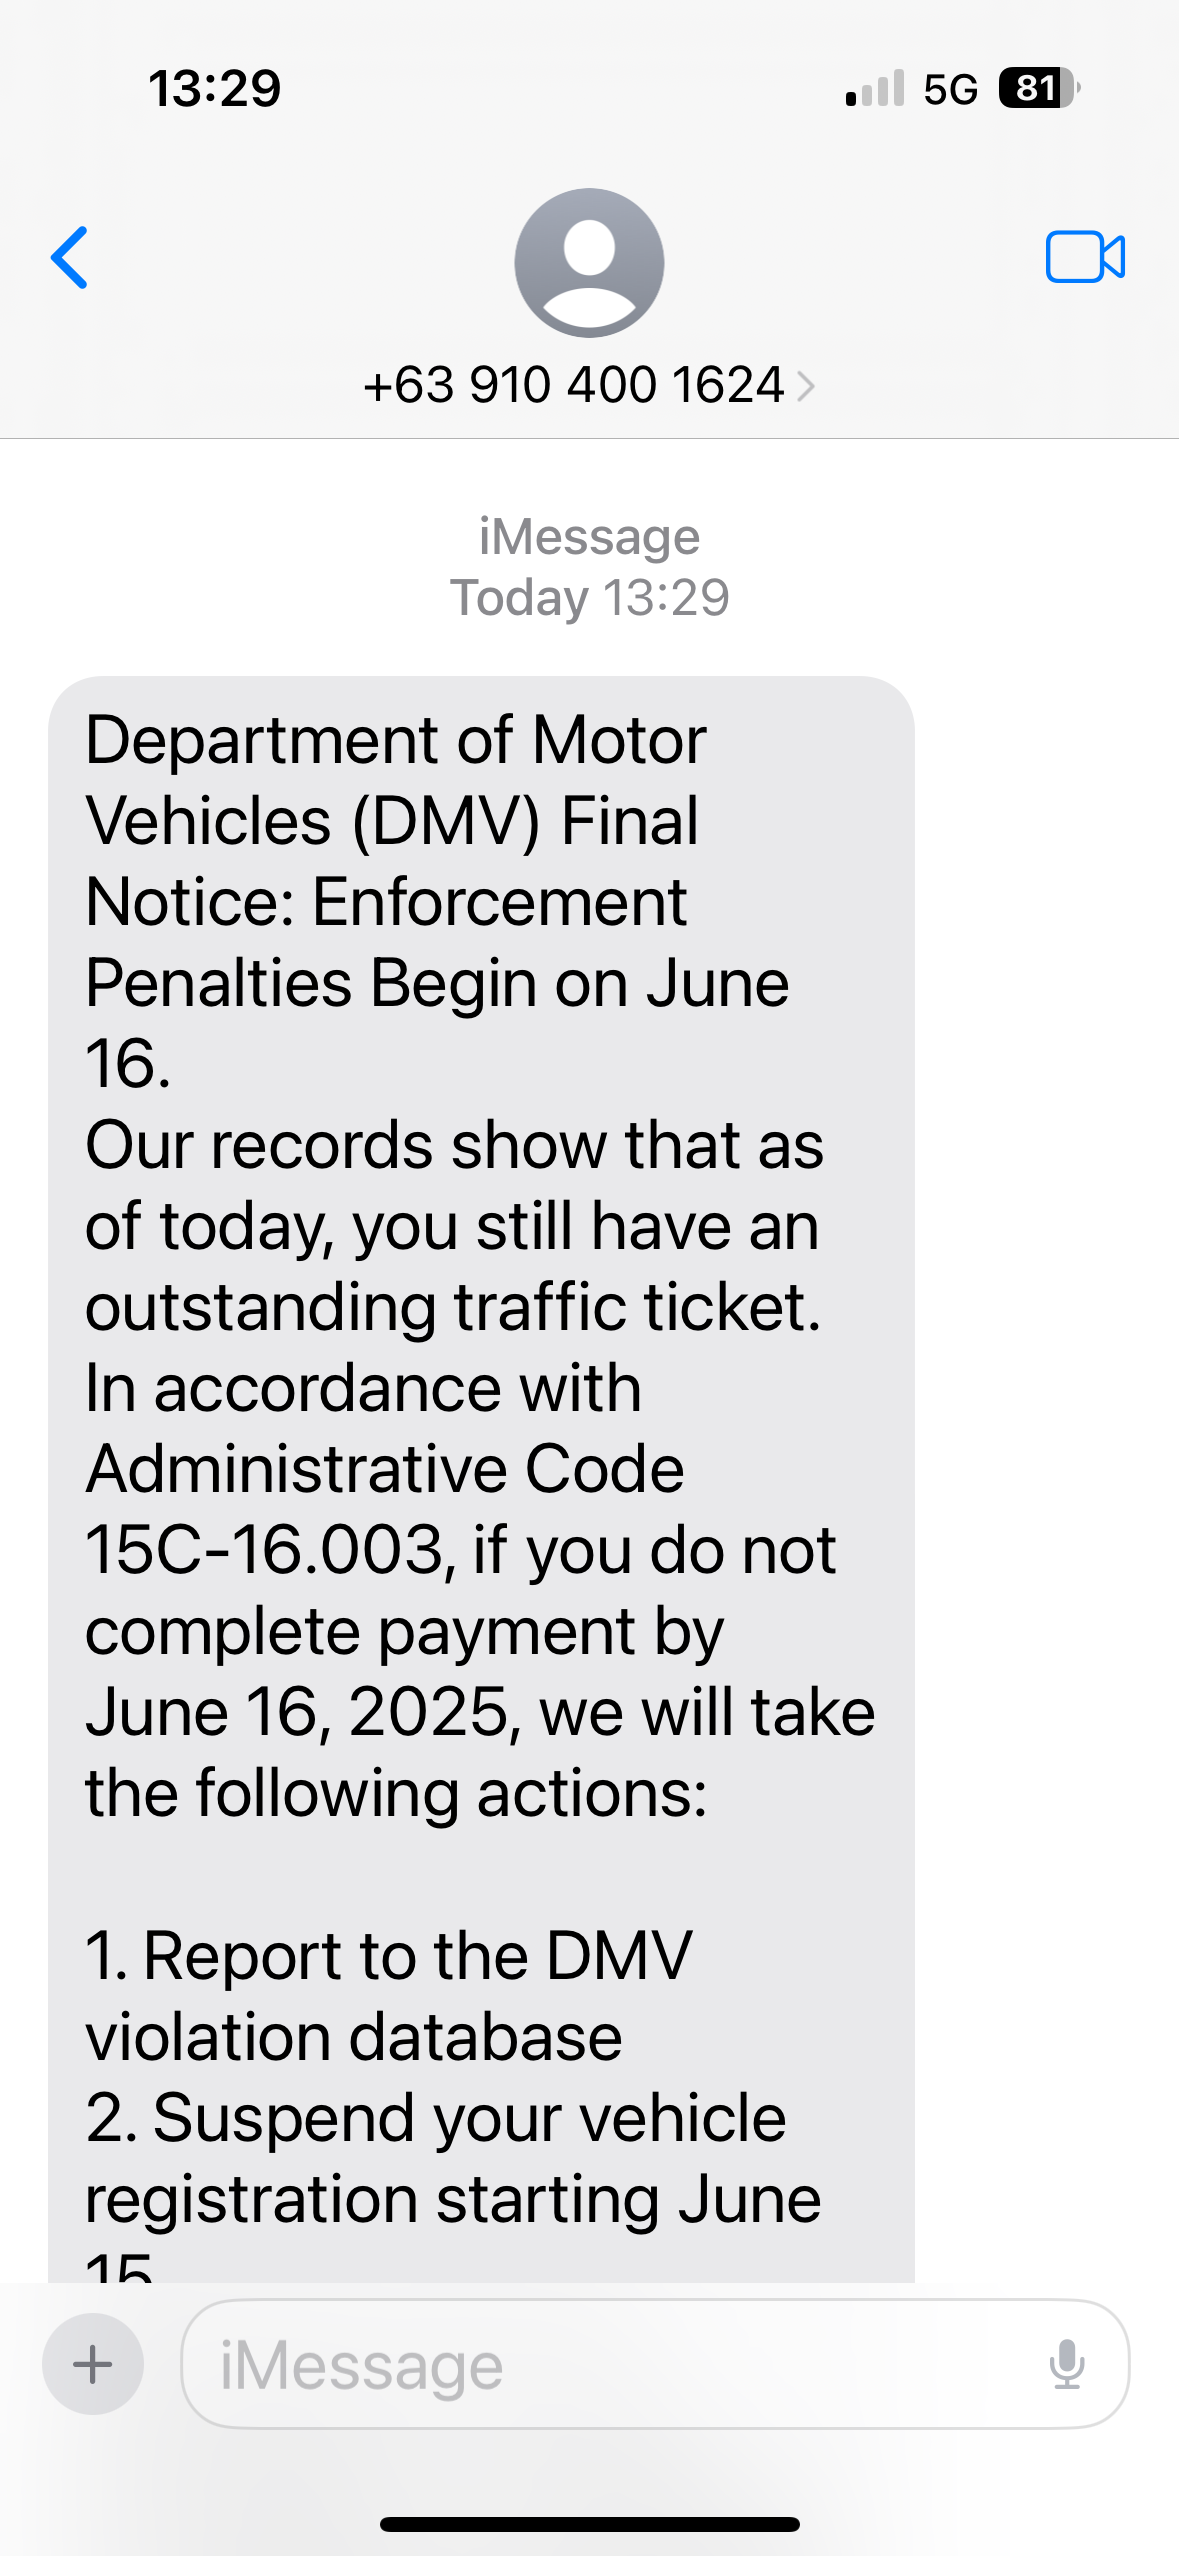 13:29
5G
81
+63 910 400 1624
iMessage
Today 13:29
Department of Motor
Vehicles (DMV) Final
Notice: Enforcement
Penalties Begin on June
16.
Our records show that as
of today, you still have an
outstanding traffic ticket.
In accordance with
Administrative Code
15C-16.003, if you do not
complete payment by
June 16, 2025, we will take
the following actions:
1. Report to the DMV
violation database
2. Suspend your vehicle
registration starting June
15
iMessage